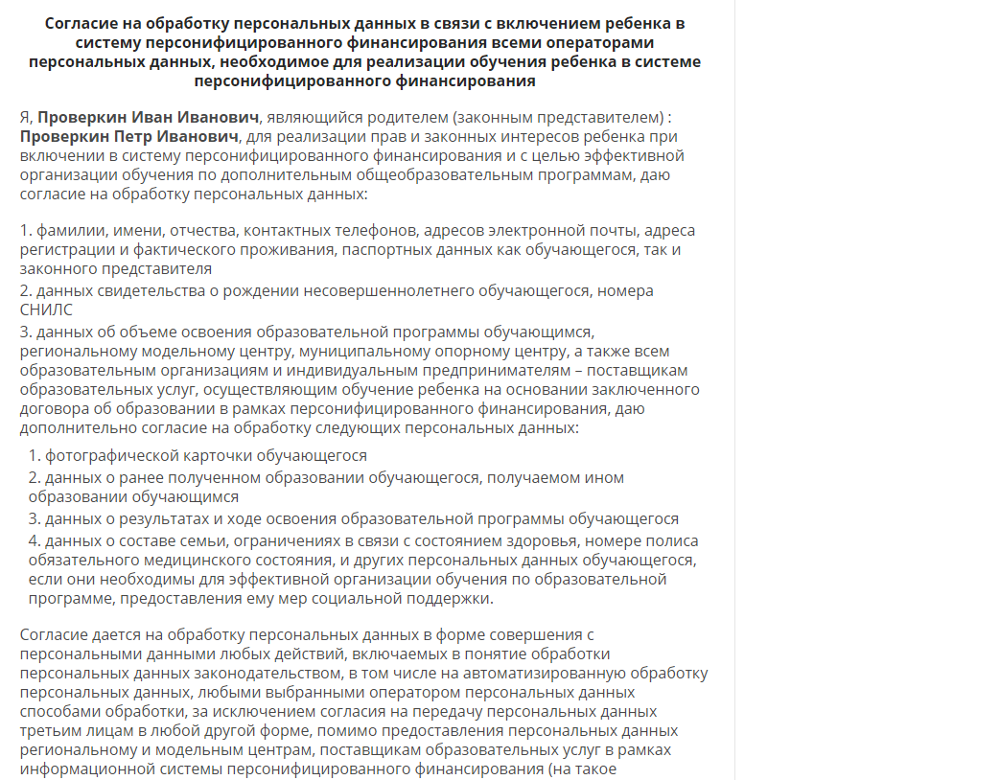 Согласие на обработку персональных данных в связи с включением ребенка в
систему персонифицированного финансирования всеми операторами
персональных данных, необходимое для реализации обучения ребенка в системе
персонифицированного финансирования
Я, Проверкин Иван Иванович, являющийся родителем (законным представителем) :
Проверкин Петр Иванович, для реализации прав и законных интересов ребенка при
включении в систему персонифицированного финансирования и с целью эффективной
организации обучения по дополнительным общеобразовательным программам, даю
согласие на обработку персональных данных:
1. фамилии, имени, отчества, контактных телефонов, адресов электронной почты, адреса
регистрации и фактического проживания, паспортных данных как обучающегося, так и
законного представителя
2. данных свидетельства о рождении несовершеннолетнего обучающегося, номера
СНИЛС
3. данных об объеме освоения образовательной программы обучающимся,
региональному модельному центру, муниципальному опорному центру, а также всем
образовательным организациям и индивидуальным предпринимателям – поставщикам
образовательных услуг, осуществляющим обучение ребенка на основании заключенного
договора об образовании в рамках персонифицированного финансирования, даю
дополнительно согласие на обработку следующих персональных данных:
1. фотографической карточки обучающегося
2. данных о ранее полученном образовании обучающегося, получаемом ином
образовании обучающимся
3. данных о результатах и ходе освоения образовательной программы обучающегося
4. данных о составе семьи, ограничениях в связи с состоянием здоровья, номере полиса
обязательного медицинского состояния, и других персональных данных обучающегося,
если они необходимы для эффективной организации обучения по образовательной
программе, предоставления ему мер социальной поддержки.
Согласие дается на обработку персональных данных в форме совершения с
персональными данными любых действий, включаемых в понятие обработки
персональных данных законодательством, в том числе на автоматизированную обработку
персональных данных, любыми выбранными оператором персональных данных
способами обработки, за исключением согласия на передачу персональных данных
третьим лицам в любой другой форме, помимо предоставления персональных данных
региональному и модельным центрам, поставщикам образовательных услуг в рамках
информационной системы персонифицированного финансирования (на такое